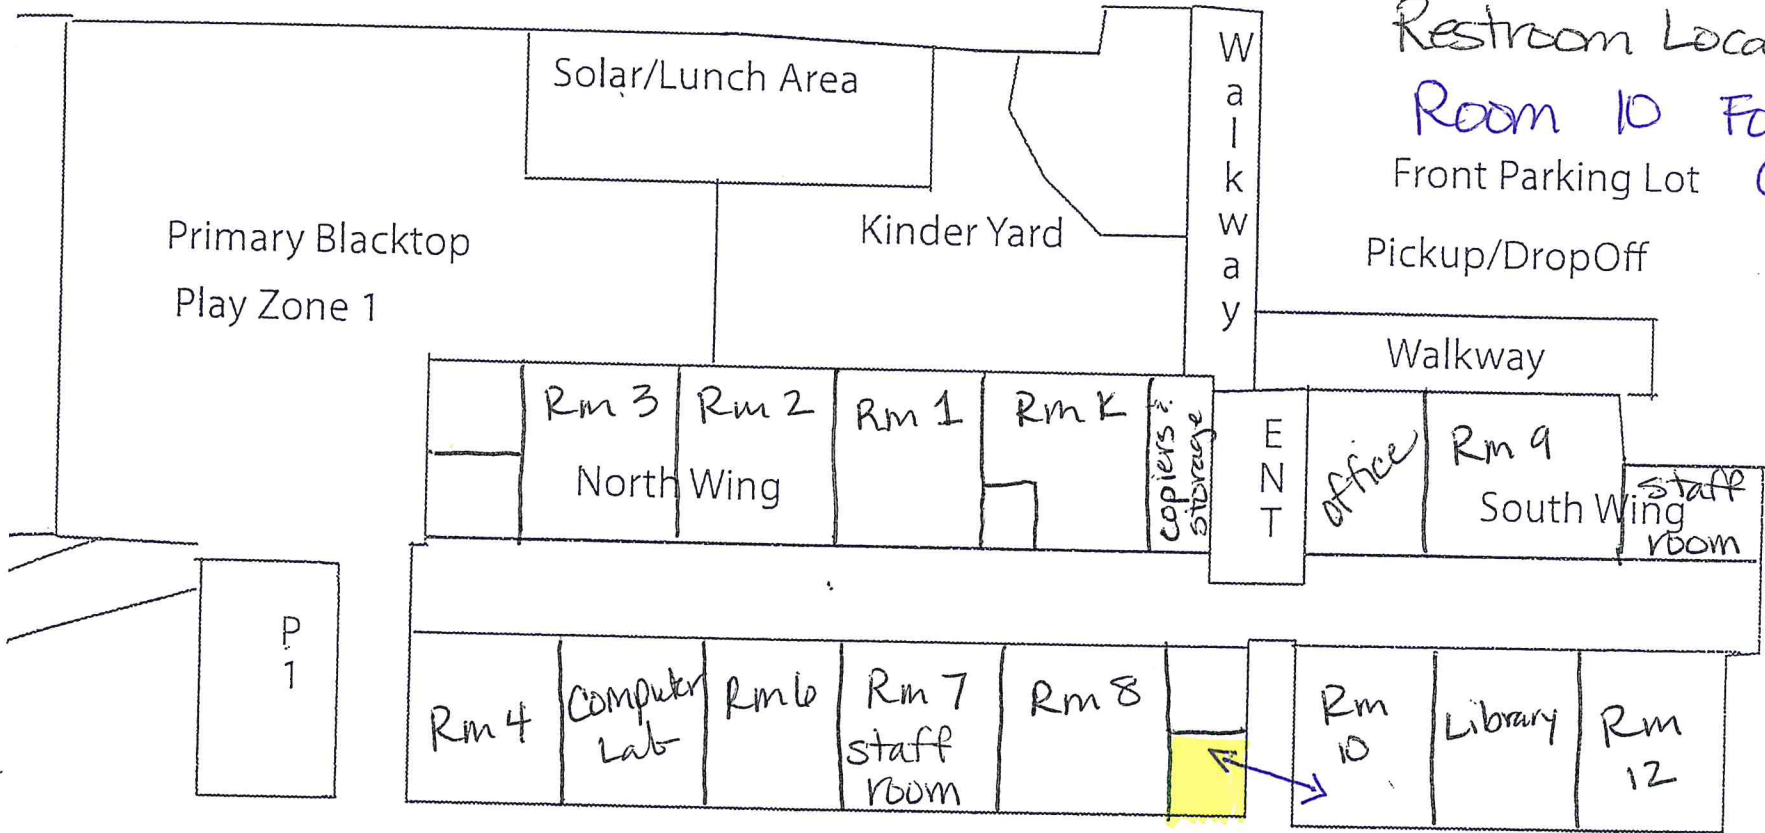 Restroom
Room 10
Front Parking Lot
Pickup/DropOff
Walkway
Solar/Lunch Area
Kinder Yard
Primary Blacktop
Play Zone 1
Walkway
Rm 3
Rm 2
Rm 1
Rm K
copiers &
storage
ENT
office
Rm 9
North Wing
South Wing
staff
room
P
1
Rm 4
Computer
Lab
Rm 6
Rm 7
staff
room
Rm 8
Rm
10
Library
Rm
12